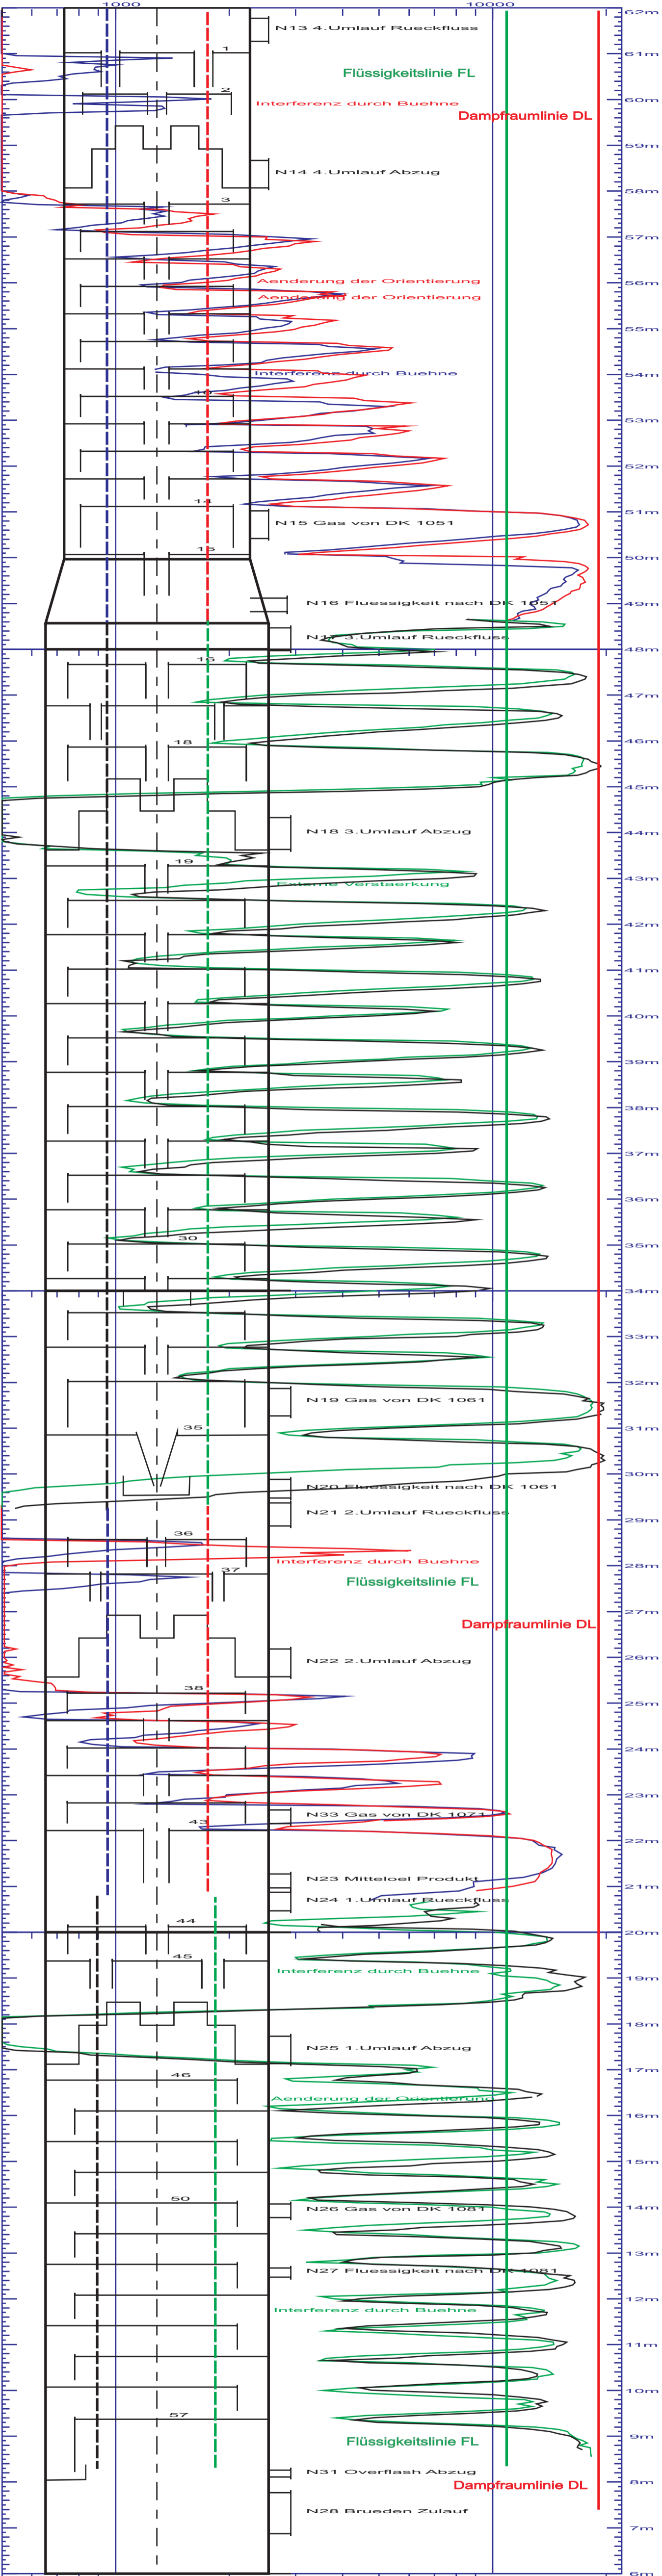 1000 10000
62m
N13 4.Umlauf Rueckfluss
61m
1
Flüssigkeitslinie FL
2
60m
Interferenz durch Buehne
Dampfraumlinie DL
59m
N14 4.Umlauf Abzug
58m
3
57m
56m
Aenderung der Orientierung
Aenderung der Orientierung
55m
54m
Interferenz durch Buehne
10
53m
52m
14
51m
N15 Gas von DK 1051
15
50m
49m
N16 Fluessigkeit nach DK 1051
N17 3.Umlauf Rueckfluss
48m
16
47m
18
46m
45m
44m
N18 3.Umlauf Abzug
19
43m
Externe Verstaerkung
42m
41m
40m
39m
38m
37m
36m
30
35m
34m
33m
32m
N19 Gas von DK 1061
35
31m
30m
N20 Fluessigkeit nach DK 1061
N21 2.Umlauf Rueckfluss
29m
36
28m
Interferenz durch Buehne
37
Flüssigkeitslinie FL
27m
Dampfraumlinie DL
26m
N22 2.Umlauf Abzug
38
25m
24m
23m
N33 Gas von DK 1071
43
22m
21m
N23 Mitteloel Produkt
N24 1.Umlauf Rueckfluss
44
20m
45
19m
Interferenz durch Buehne
18m
N25 1.Umlauf Abzug
17m
46
Aenderung der Orientierung
16m
15m
50
14m
N26 Gas von DK 1081
13m
N27 Fluessigkeit nach DK 1081
12m
Interferenz durch Buehne
11m
10m
57
9m
Flüssigkeitslinie FL
N31 Overflash Abzug
8m
Dampfraumlinie DL
N28 Brueden Zulauf
7m
6m